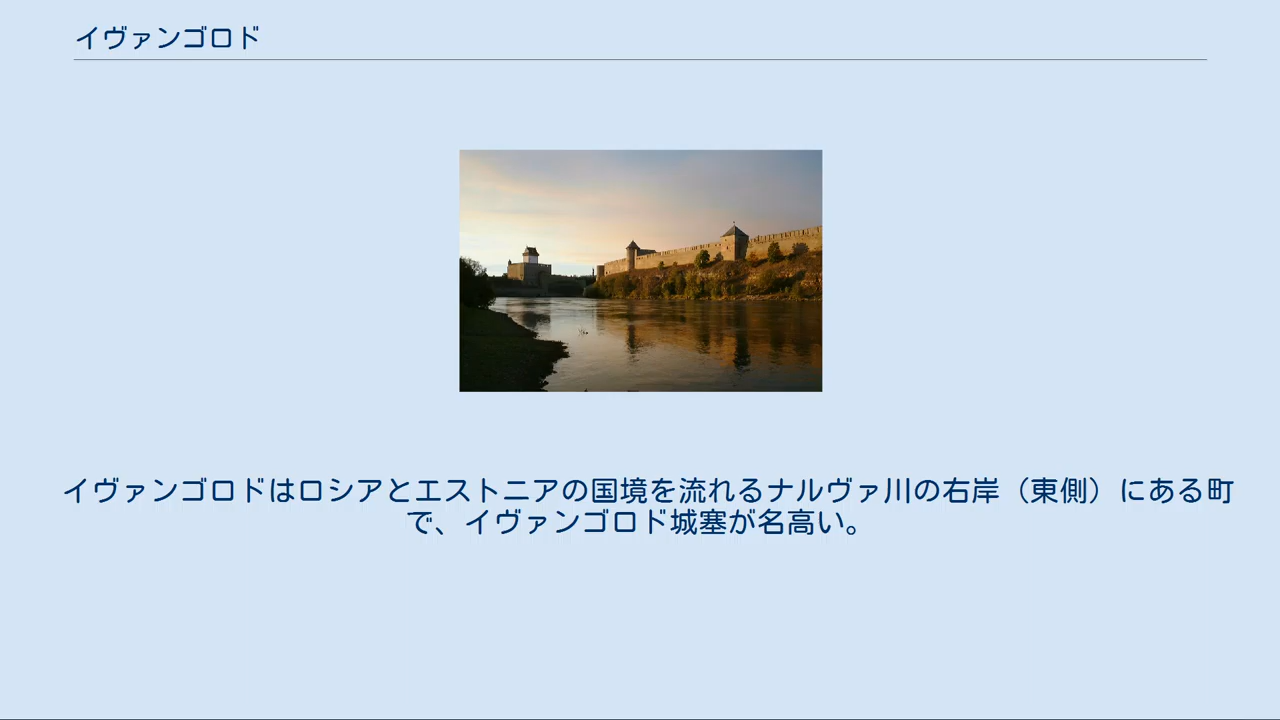 イヴァンゴロド
イヴァンゴロドはロシアとエストニアの国境を流れるナルヴァ川の右岸（東側）にある町
で、イヴァンゴロド城塞が名高い。